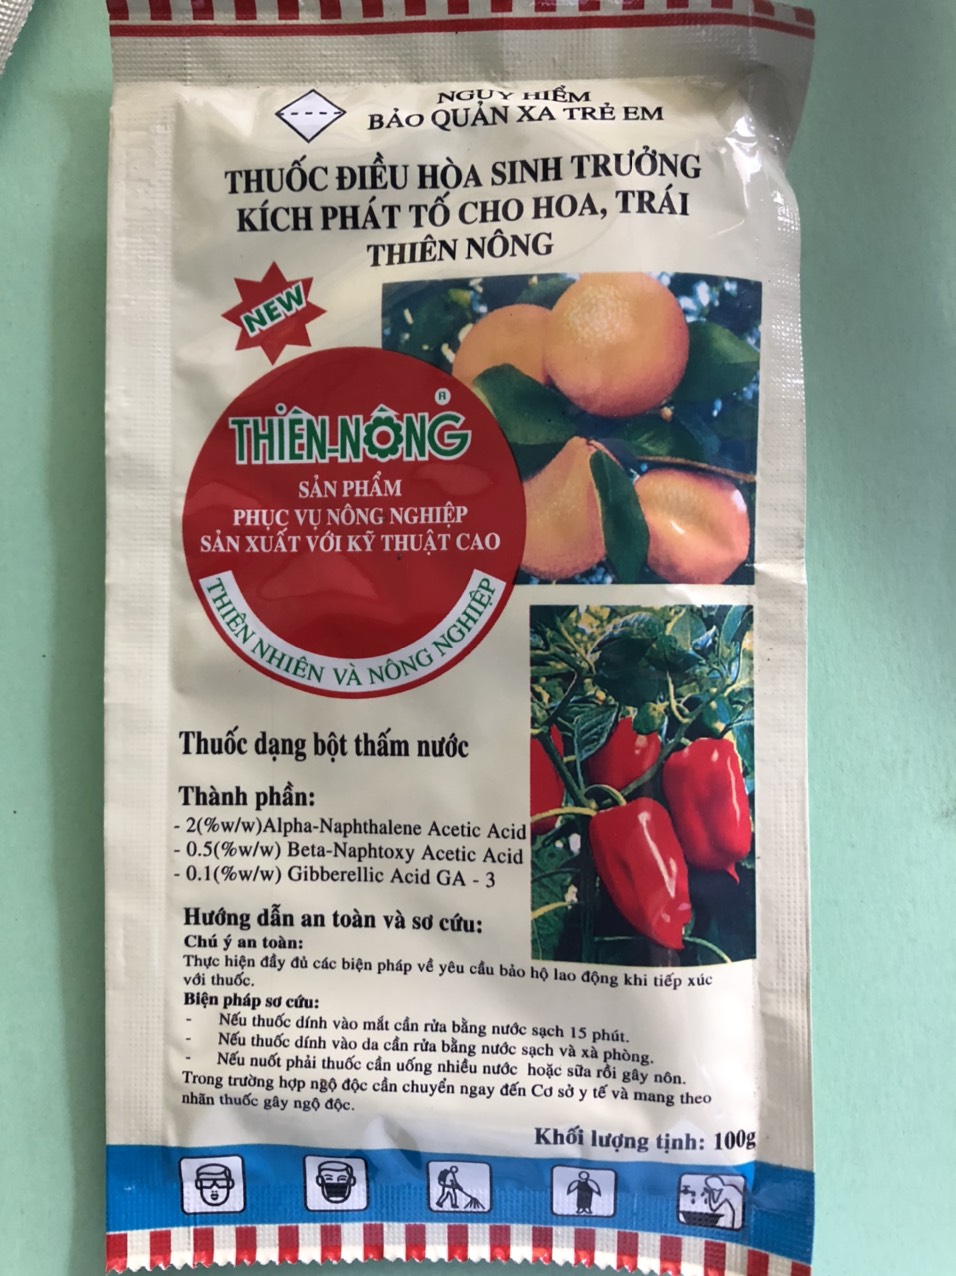 NGUY HIỂM
BẢO QUẢN XA TRẺ EM
THUỐC ĐIỀU HÒA SINH TRƯỞNG
KÍCH PHÁT TỐ CHO HOA, TRÁI
THIÊN NÔNG
NEW
THIÊN-NÔNG ®
SẢN PHẨM
PHỤC VỤ NÔNG NGHIỆP
SẢN XUẤT VỚI KỸ THUẬT CAO
THIÊN NHIÊN VÀ NÔNG NGHIỆP
Thuốc dạng bột thấm nước
Thành phần:
- 2(%w/w)Alpha-Naphthalene Acetic Acid
- 0.5(%w/w) Beta-Naphtoxy Acetic Acid
- 0.1(%w/w) Gibberellic Acid GA - 3
Hướng dẫn an toàn và sơ cứu:
Chú ý an toàn:
Thực hiện đầy đủ các biện pháp về yêu cầu bảo hộ lao động khi tiếp xúc
với thuốc.
Biện pháp sơ cứu:
- Nếu thuốc dính vào mắt cần rửa bằng nước sạch 15 phút.
- Nếu thuốc dính vào da cần rửa bằng nước sạch và xà phòng.
- Nếu nuốt phải thuốc cần uống nhiều nước hoặc sữa rồi gây nôn.
Trong trường hợp ngộ độc cần chuyển ngay đến Cơ sở y tế và mang theo
nhãn thuốc gây ngộ độc.
Khối lượng tịnh: 100g